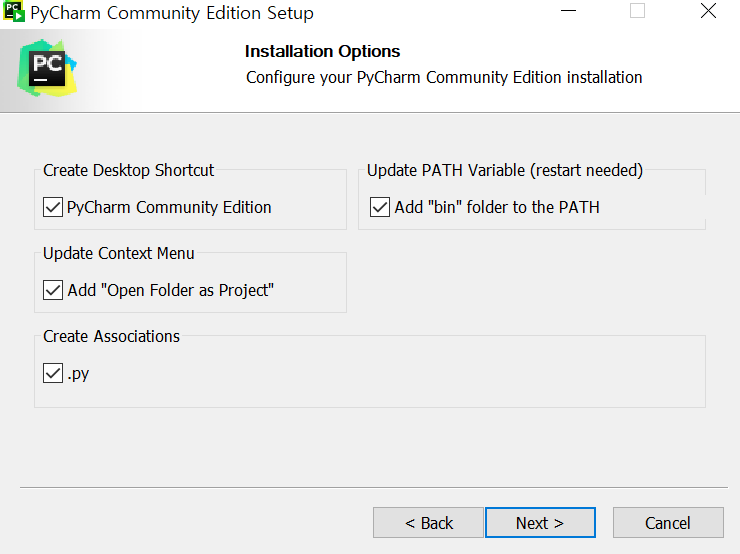 PC
PyCharm Community Edition Setup
PC
Installation Options
Configure your PyCharm Community Edition installation
Create Desktop Shortcut
PyCharm Community Edition
Update PATH Variable (restart needed)
Add "bin" folder to the PATH
Update Context Menu
Add "Open Folder as Project"
Create Associations
.py
< Back
Next >
Cancel